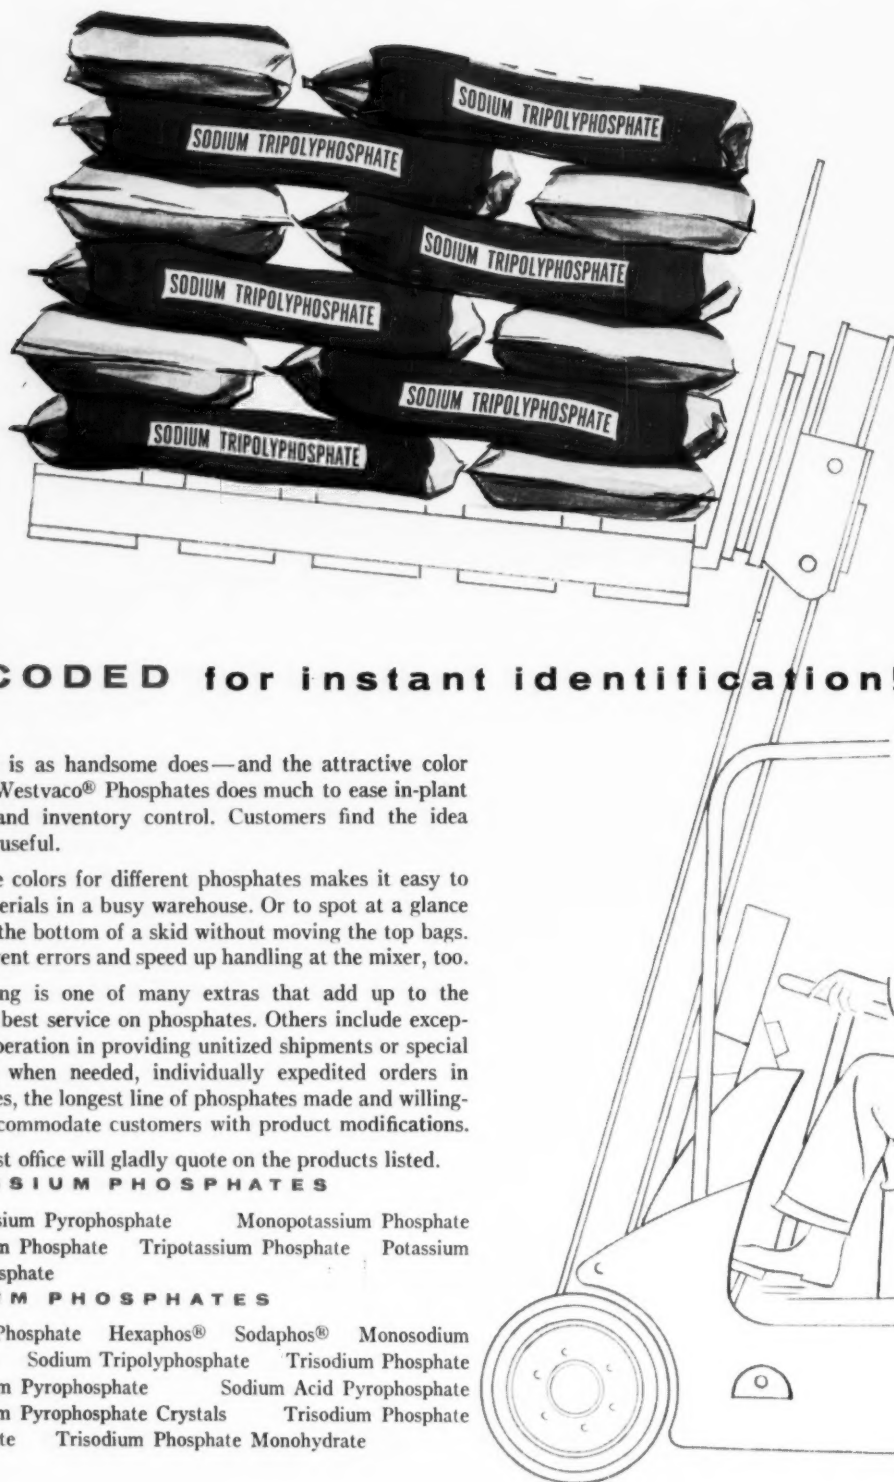 SODIUM TRIPOLYPHOSPHATE
SODIUM TRIPOLYPHOSPHATE
SODIUM TRIPOLYPHOSPHATE
SODIUM TRIPOLYPHOSPHATE
SODIUM TRIPOLYPHOSPHATE
SODIUM TRIPOLYPHOSPHATE
CODED for instant identification!
is as handsome does—and the attractive color
Westvaco® Phosphates does much to ease in-plant
and inventory control. Customers find the idea
useful.
colors for different phosphates makes it easy to
erials in a busy warehouse. Or to spot at a glance
the bottom of a skid without moving the top bags.
ent errors and speed up handling at the mixer, too.
ng is one of many extras that add up to the
best service on phosphates. Others include excep-
peration in providing unitized shipments or special
when needed, individually expedited orders in
es, the longest line of phosphates made and willing-
commodate customers with product modifications.
st office will gladly quote on the products listed.
SIUM PHOSPHATES
sium Pyrophosphate Monopotassium Phosphate
m Phosphate Tripotassium Phosphate Potassium
sphate
UM PHOSPHATES
Phosphate Hexaphos® Sodaphos® Monosodium
Sodium Tripolyphosphate Trisodium Phosphate
m Pyrophosphate Sodium Acid Pyrophosphate
m Pyrophosphate Crystals Trisodium Phosphate
te Trisodium Phosphate Monohydrate